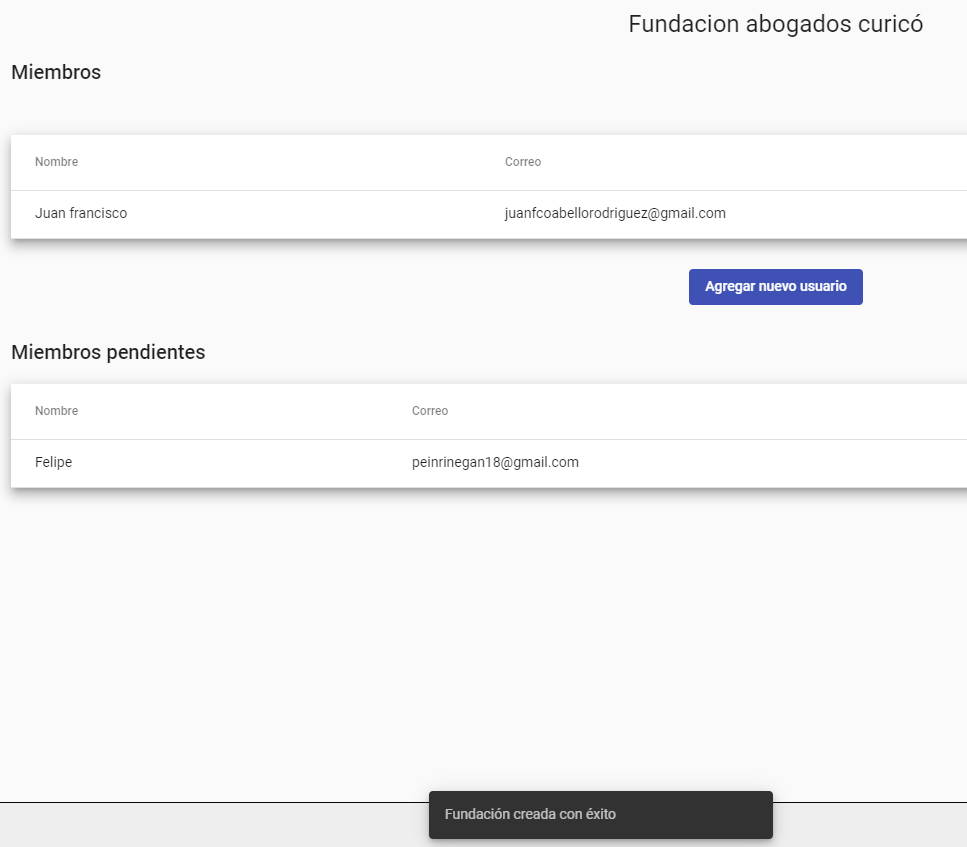 Fundacion abogados curicó
Miembros
Nombre Correo
Juan francisco juanfcoabellorodriguez@gmail.com
Agregar nuevo usuario
Miembros pendientes
Nombre Correo
Felipe peinrinegan18@gmail.com
Fundación creada con éxito